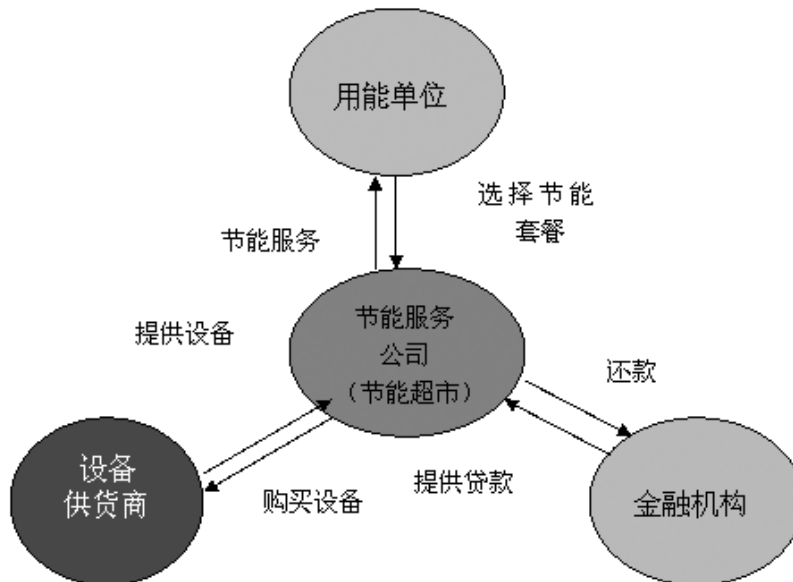 用能单位
选择节能
套餐
节能服务
节能服务
公司
（节能超市）
提供设备
还款
设备
供货商
购买设备
提供贷款
金融机构